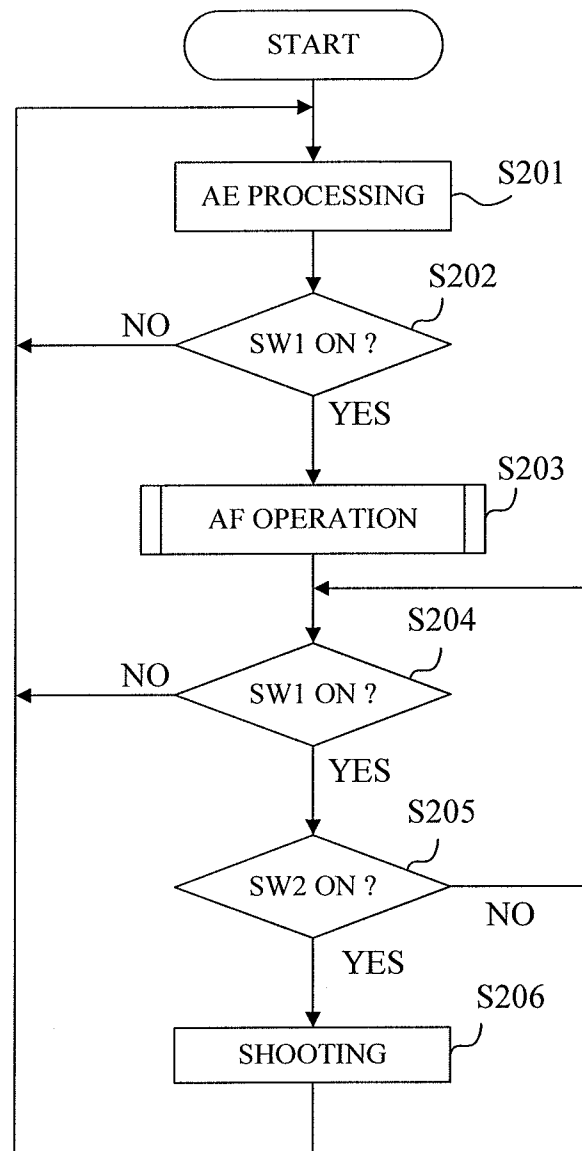 START
AE PROCESSING
S201
SW1 ON ?
S202
NO
YES
AF OPERATION
S203
SW1 ON ?
S204
NO
YES
SW2 ON ?
S205
NO
YES
SHOOTING
S206